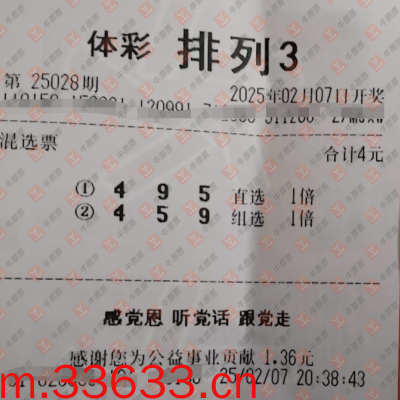 体彩 排列3
第 25028期 2025年02月07日开奖
混选票 合计4元
① 4 9 5 直选 1倍
② 4 5 9 组选 1倍
感党恩 听党话 跟党走
感谢您为公益事业贡献 1.36元
25/02/07 20:38:43
m.33633.cn